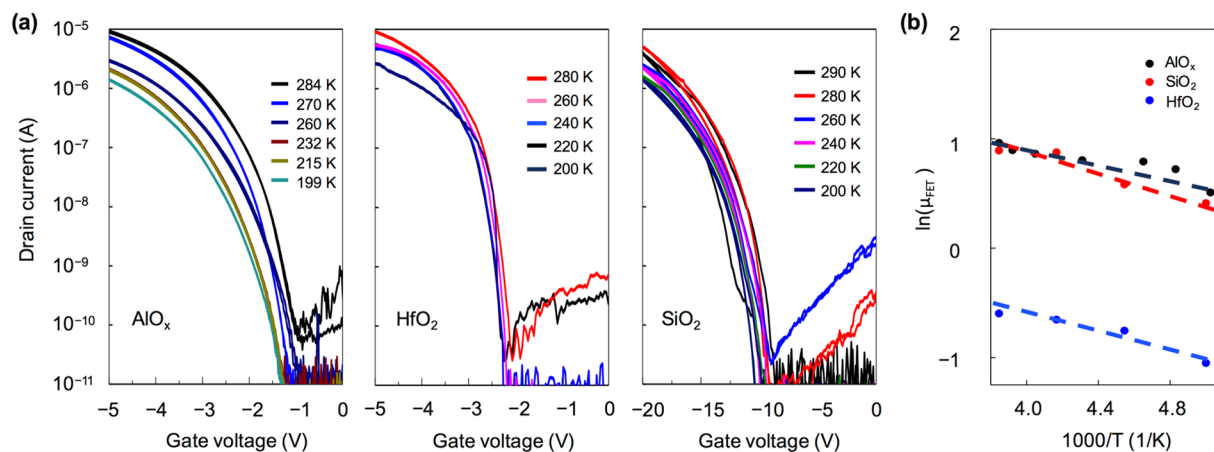 (a)
Drain current (A)
10⁻⁵
10⁻⁶
10⁻⁷
10⁻⁸
10⁻⁹
10⁻¹⁰
10⁻¹¹
284 K
270 K
260 K
232 K
215 K
199 K
AlOₓ
−5 −4 −3 −2 −1 0
Gate voltage (V)
280 K
260 K
240 K
220 K
200 K
HfO₂
−5 −4 −3 −2 −1 0
Gate voltage (V)
290 K
280 K
260 K
240 K
220 K
200 K
SiO₂
−20 −15 −10 −5 0
Gate voltage (V)
(b)
ln(μFET)
2
1
0
−1
AlOₓ
SiO₂
HfO₂
4.0 4.4 4.8
1000/T (1/K)